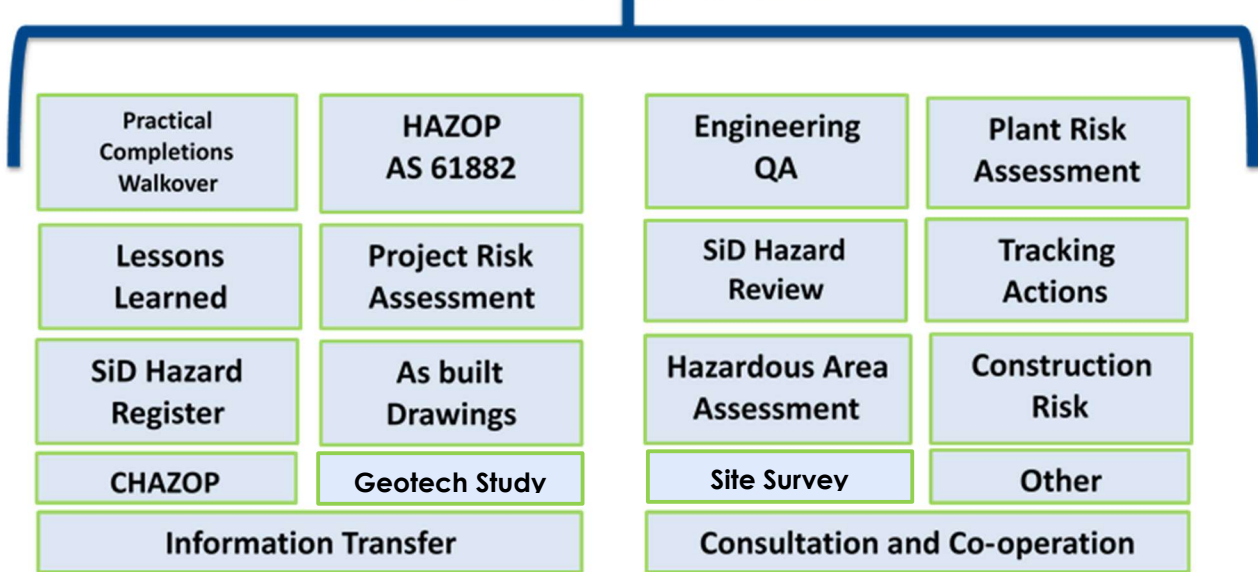 Practical
Completions
Walkover
HAZOP
AS 61882
Engineering
QA
Plant Risk
Assessment
Lessons
Learned
Project Risk
Assessment
SiD Hazard
Review
Tracking
Actions
SiD Hazard
Register
As built
Drawings
Hazardous Area
Assessment
Construction
Risk
CHAZOP
Geotech Study
Site Survey
Other
Information Transfer
Consultation and Co-operation